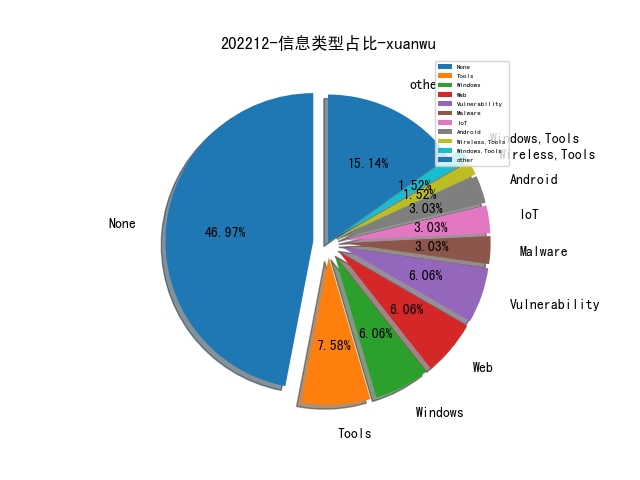 202212-信息类型占比-xuanwu
None
Tools
Windows
Web
Vulnerability
Malware
IoT
Android
Wireless,Tools
Windows,Tools
other
other
15.14%
Windows,Tools
1.52%
Wireless,Tools
1.52%
Android
3.03%
IoT
3.03%
Malware
3.03%
Vulnerability
6.06%
Web
6.06%
Windows
6.06%
Tools
7.58%
None
46.97%